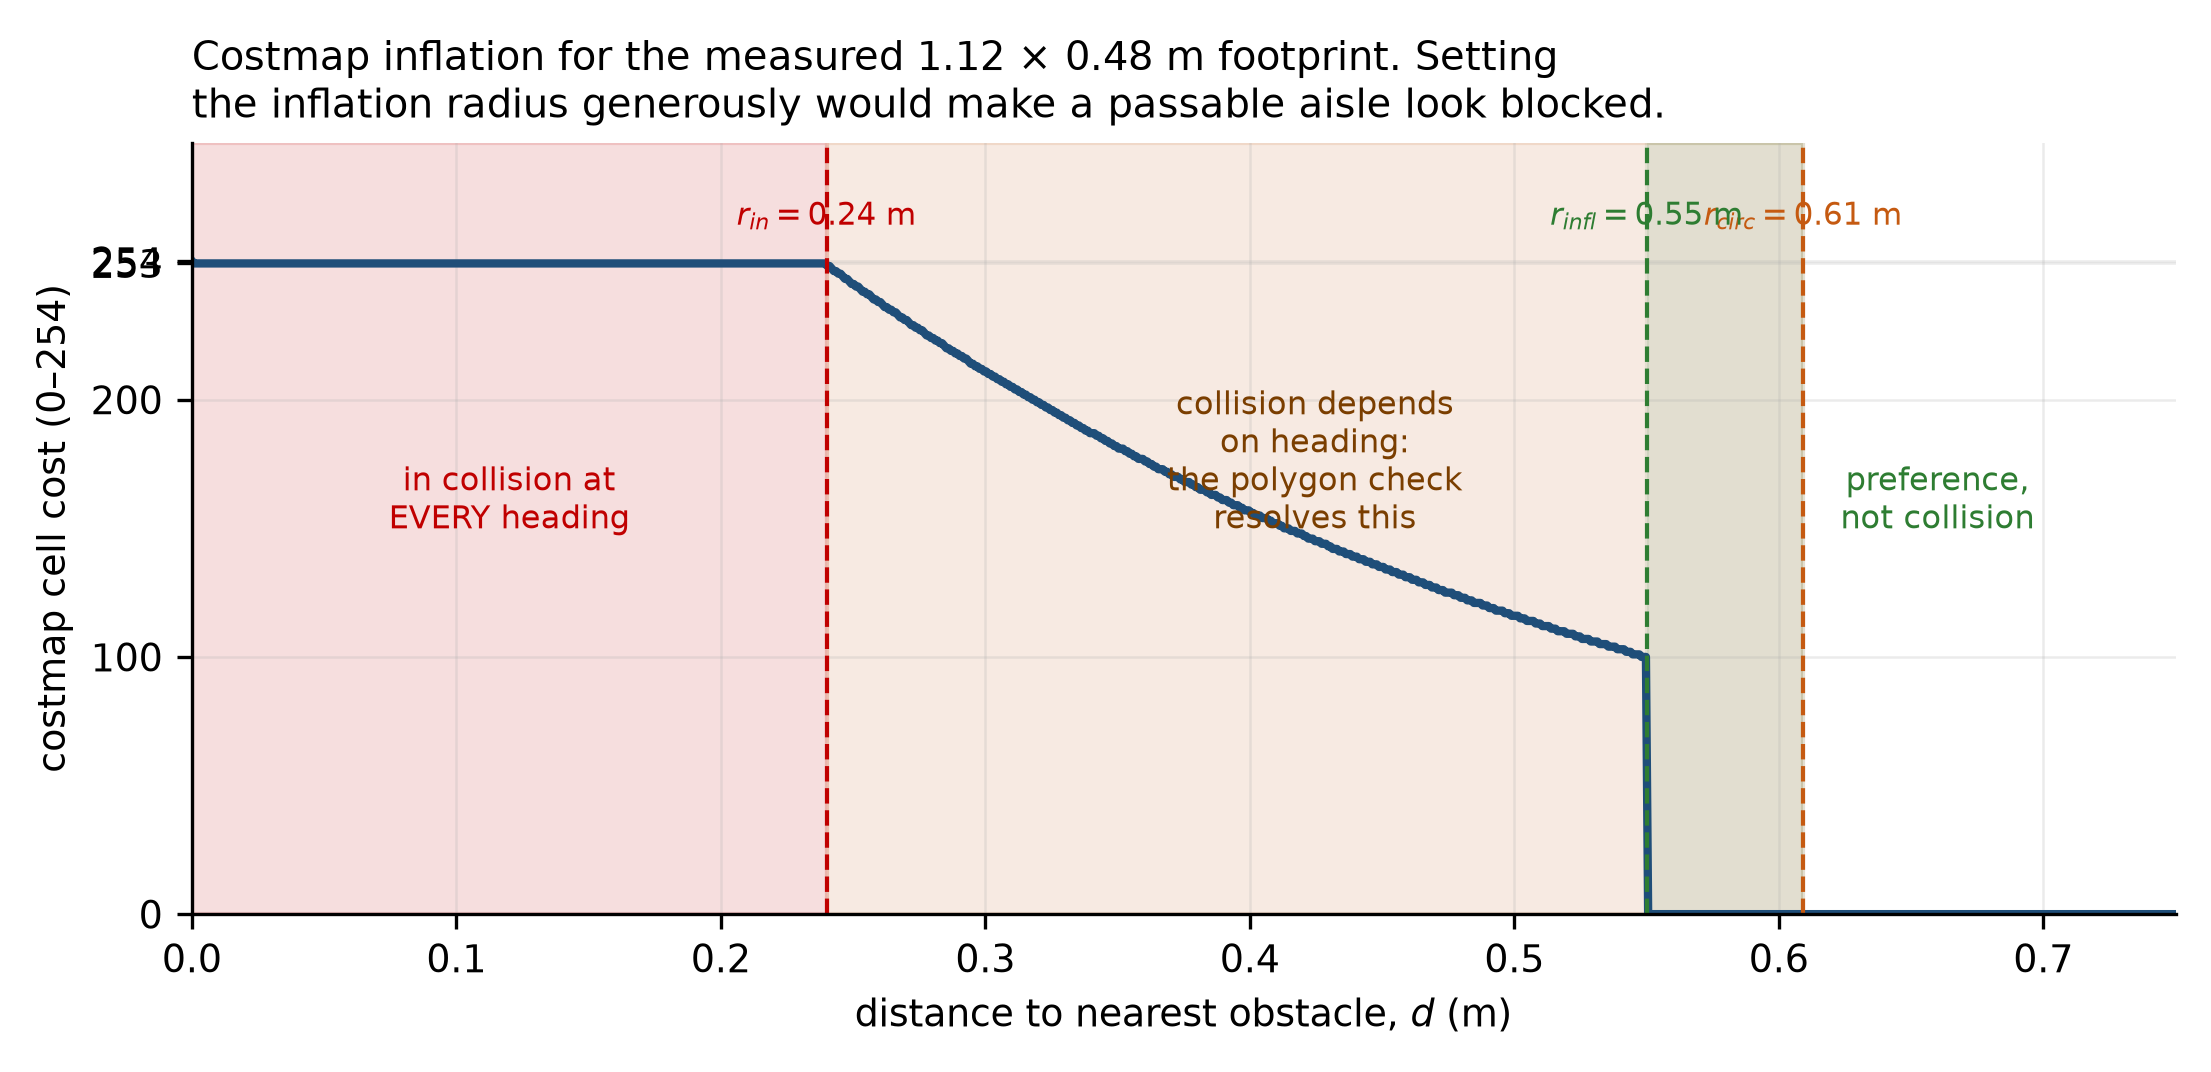 Costmap inflation for the measured 1.12 × 0.48 m footprint. Setting
the inflation radius generously would make a passable aisle look blocked.
r_in = 0.24 m
r_infl = 0.55 m
r_circ = 0.61 m
254
253
200
100
0
costmap cell cost (0–254)
in collision at
EVERY heading
collision depends
on heading:
the polygon check
resolves this
preference,
not collision
0.0 0.1 0.2 0.3 0.4 0.5 0.6 0.7
distance to nearest obstacle, d (m)